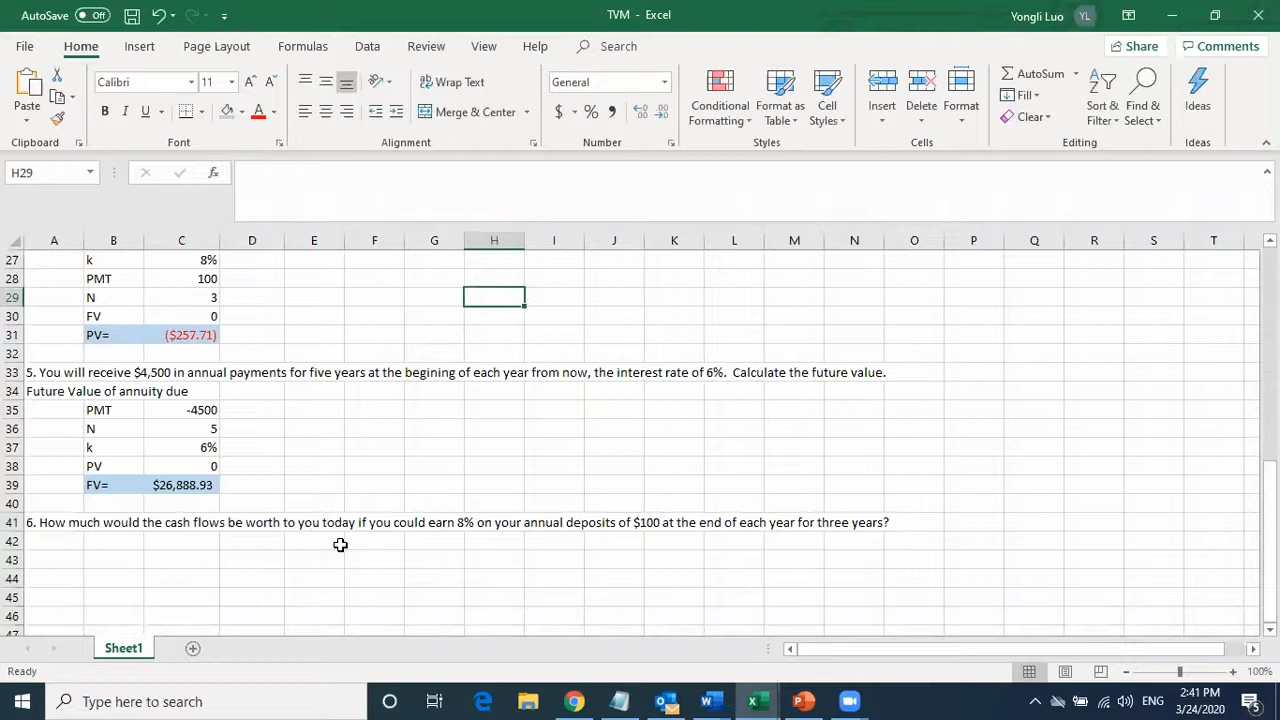 AutoSave Off TVM - Excel Yongli Luo YL
File Home Insert Page Layout Formulas Data Review View Help Search Share Comments
Paste Calibri 11 Wrap Text General Conditional Formatting Format as Table Cell Styles Insert Delete Format AutoSum Fill Clear Sort & Filter Find & Select Ideas
B I U Merge & Center $ %
Clipboard Font Alignment Number Styles Cells Editing Ideas
H29 fx
A B C D E F G H I J K L M N O P Q R S T
27 k 8%
28 PMT 100
29 N 3
30 FV 0
31 PV= ($257.71)
32
33 5. You will receive $4,500 in annual payments for five years at the begining of each year from now, the interest rate of 6%. Calculate the future value.
34 Future Value of annuity due
35 PMT -4500
36 N 5
37 k 6%
38 PV 0
39 FV= $26,888.93
40
41 6. How much would the cash flows be worth to you today if you could earn 8% on your annual deposits of $100 at the end of each year for three years?
42
43
44
45
46
47
Sheet1
Ready 100%
Type here to search ENG 2:41 PM
3/24/2020 5